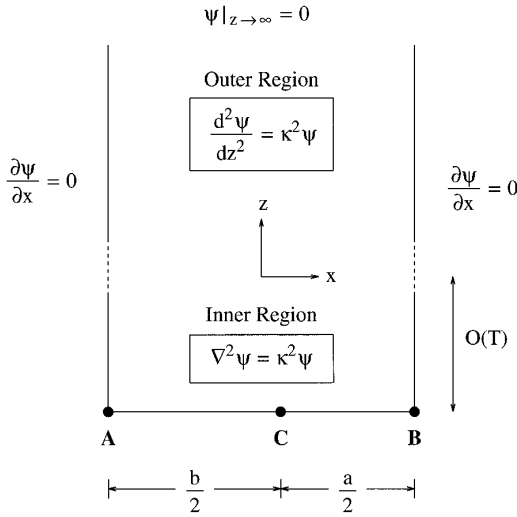 ψ|z→∞ = 0
Outer Region
d²ψ/dz² = κ²ψ
∂ψ/∂x = 0
∂ψ/∂x = 0
z
x
Inner Region
∇²ψ = κ²ψ
O(T)
A
C
B
b/2
a/2